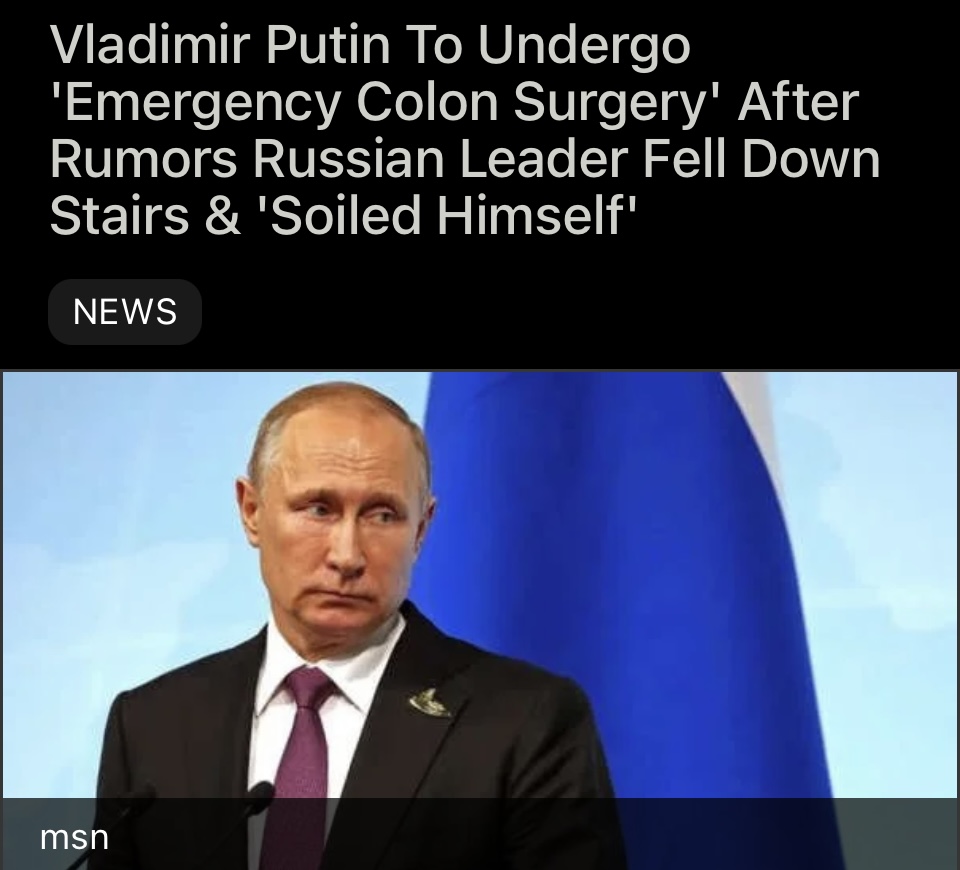 Vladimir Putin To Undergo
'Emergency Colon Surgery' After
Rumors Russian Leader Fell Down
Stairs & 'Soiled Himself'
NEWS
msn